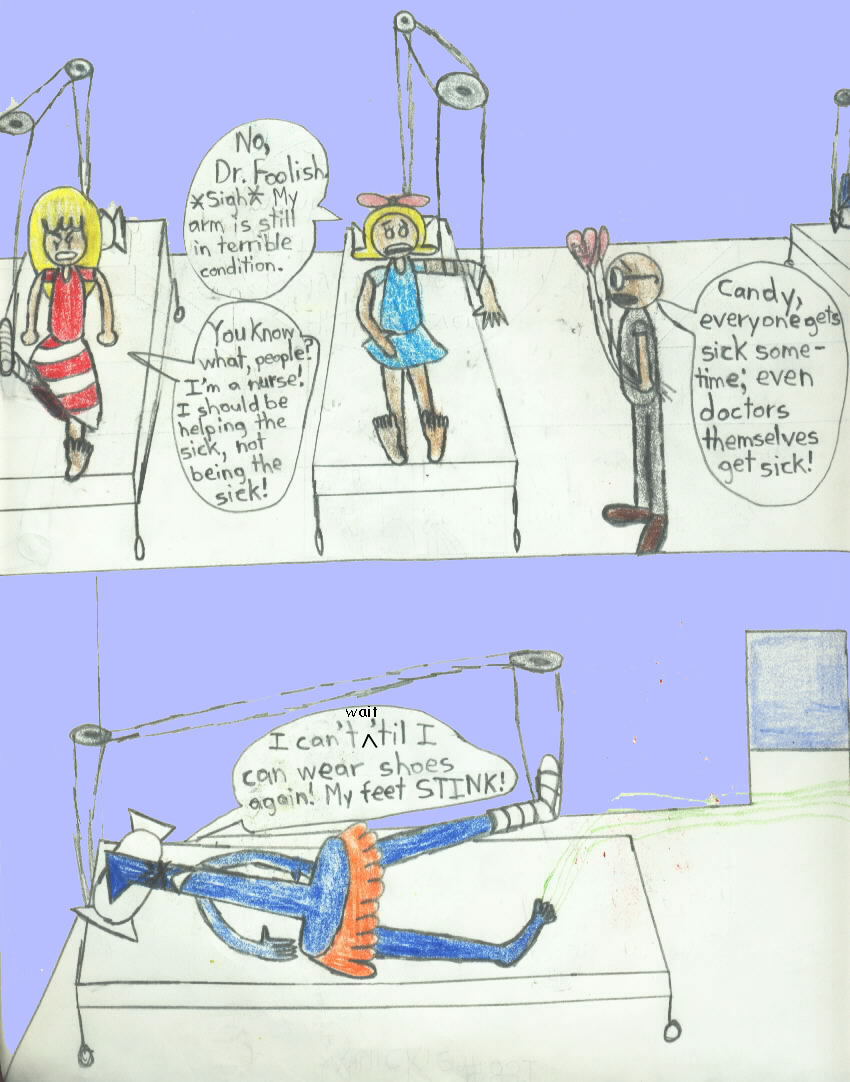 No,
Dr. Foolish.
*Sigh* My
arm is still
in terrible
condition.
You know
what, people?
I'm a nurse!
I should be
helping the
sick, not
being the
sick!
Candy,
everyone gets
sick some-
time; even
doctors
themselves
get sick!
wait
I can't ^ 'til I
can wear shoes
again! My feet STINK!